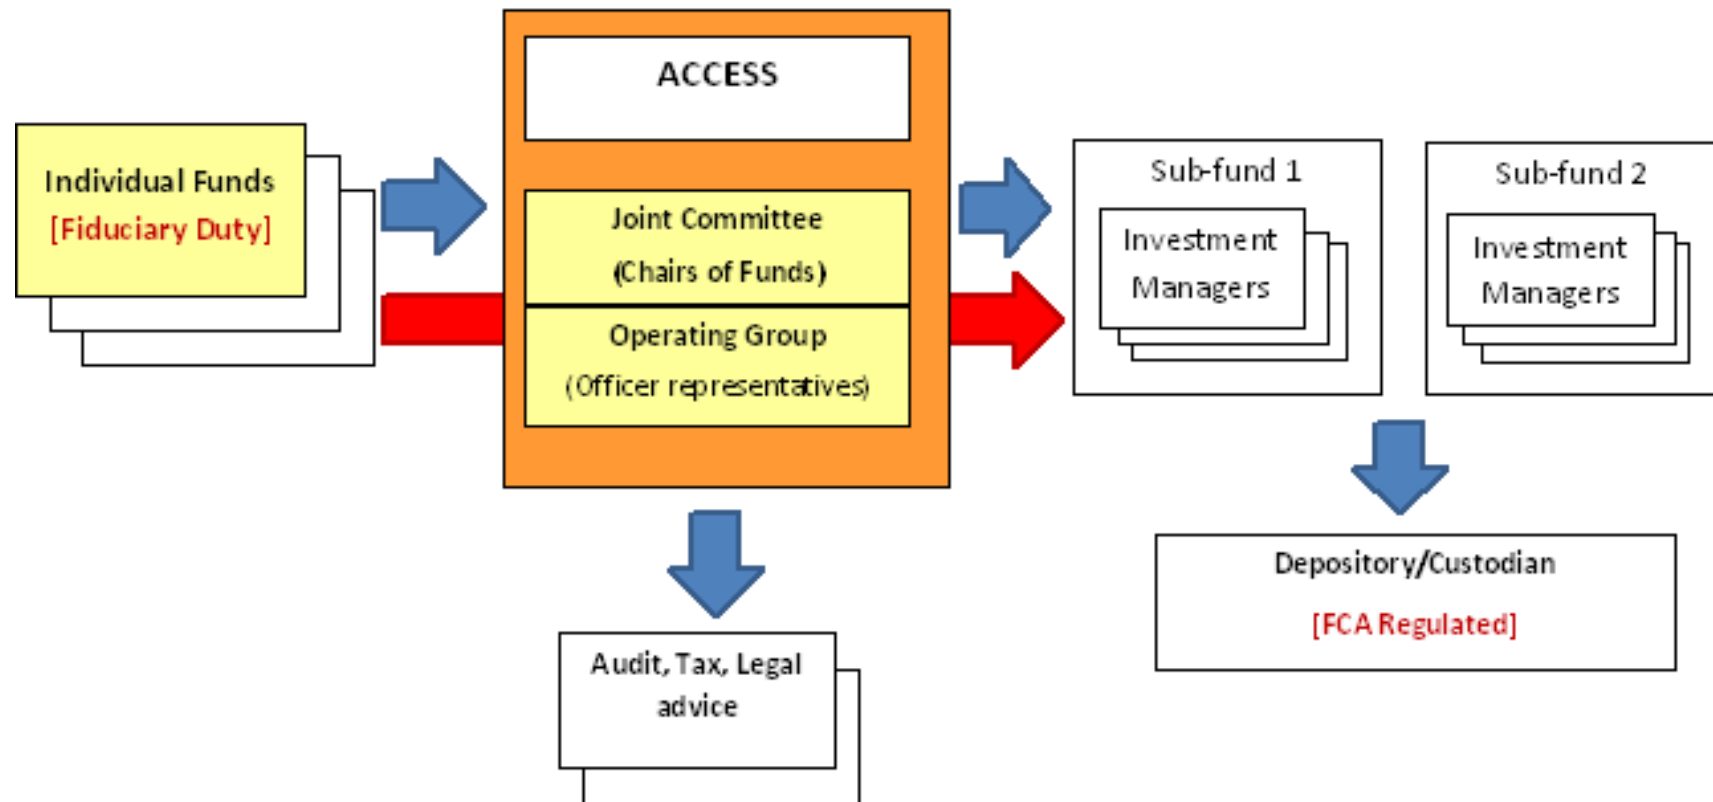 ACCESS
Individual Funds
[Fiduciary Duty]
Joint Committee
(Chairs of Funds)
Operating Group
(Officer representatives)
Sub-fund 1
Investment
Managers
Sub-fund 2
Investment
Managers
Depository/Custodian
[FCA Regulated]
Audit, Tax, Legal
advice